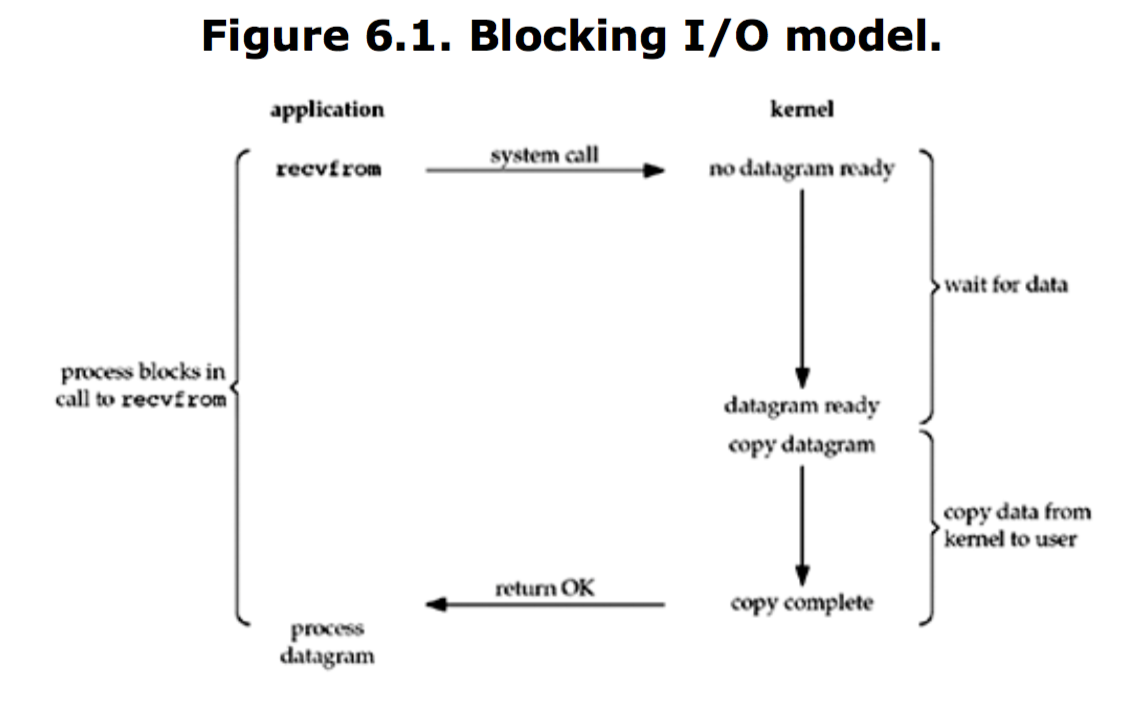 Figure 6.1. Blocking I/O model.
application
kernel
recvfrom
system call
no datagram ready
wait for data
process blocks in
call to recvfrom
datagram ready
copy datagram
copy data from
kernel to user
return OK
copy complete
process
datagram